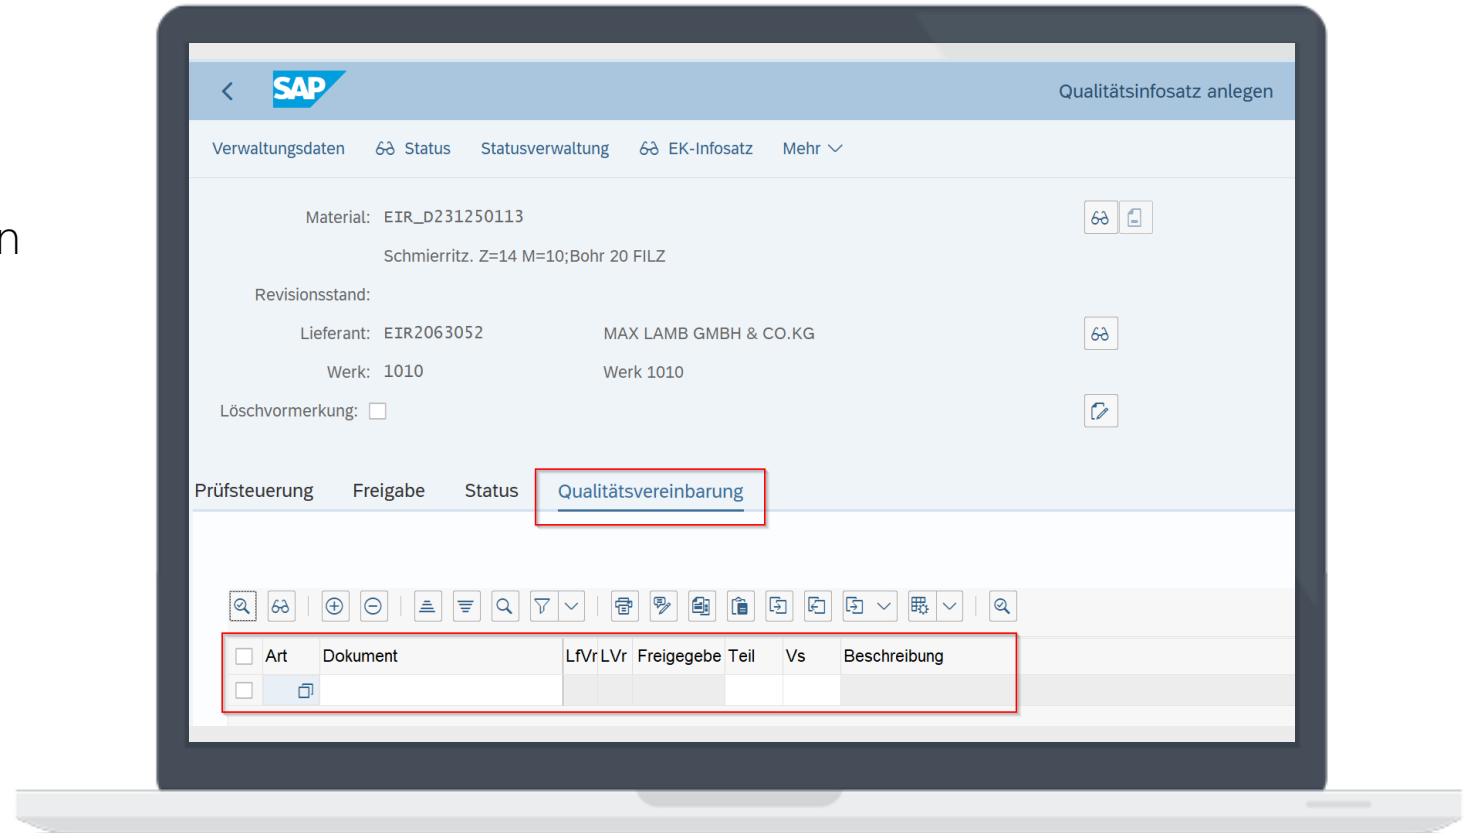 n
SAP
Qualitätsinfosatz anlegen
Verwaltungsdaten Status Statusverwaltung EK-Infosatz Mehr
Material: EIR_D231250113
Schmierritz. Z=14 M=10;Bohr 20 FILZ
Revisionsstand:
Lieferant: EIR2063052 MAX LAMB GMBH & CO.KG
Werk: 1010 Werk 1010
Löschvormerkung:
Prüfsteuerung Freigabe Status Qualitätsvereinbarung
Art Dokument LfVr LVr Freigegebe Teil Vs Beschreibung